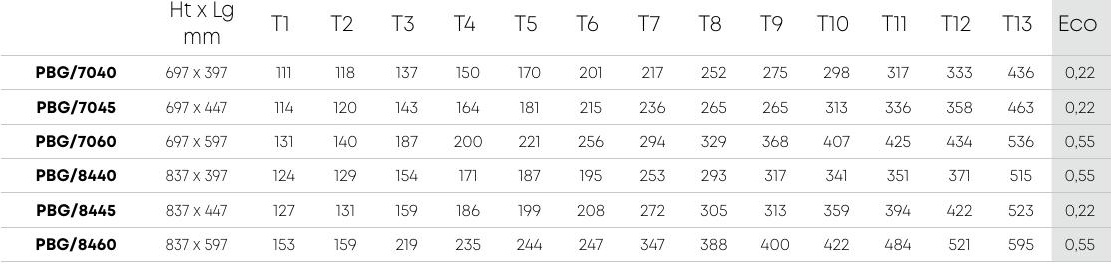 Ht x Lg
mm T1 T2 T3 T4 T5 T6 T7 T8 T9 T10 T11 T12 T13 Eco
PBG/7040 697 x 397 111 118 137 150 170 201 217 252 275 298 317 333 436 0,22
PBG/7045 697 x 447 114 120 143 164 181 215 236 265 265 313 336 358 463 0,22
PBG/7060 697 x 597 131 140 187 200 221 256 294 329 368 407 425 434 536 0,55
PBG/8440 837 x 397 124 129 154 171 187 195 253 293 317 341 351 371 515 0,55
PBG/8445 837 x 447 127 131 159 186 199 208 272 305 313 359 394 422 523 0,22
PBG/8460 837 x 597 153 159 219 235 244 247 347 388 400 422 484 521 595 0,55